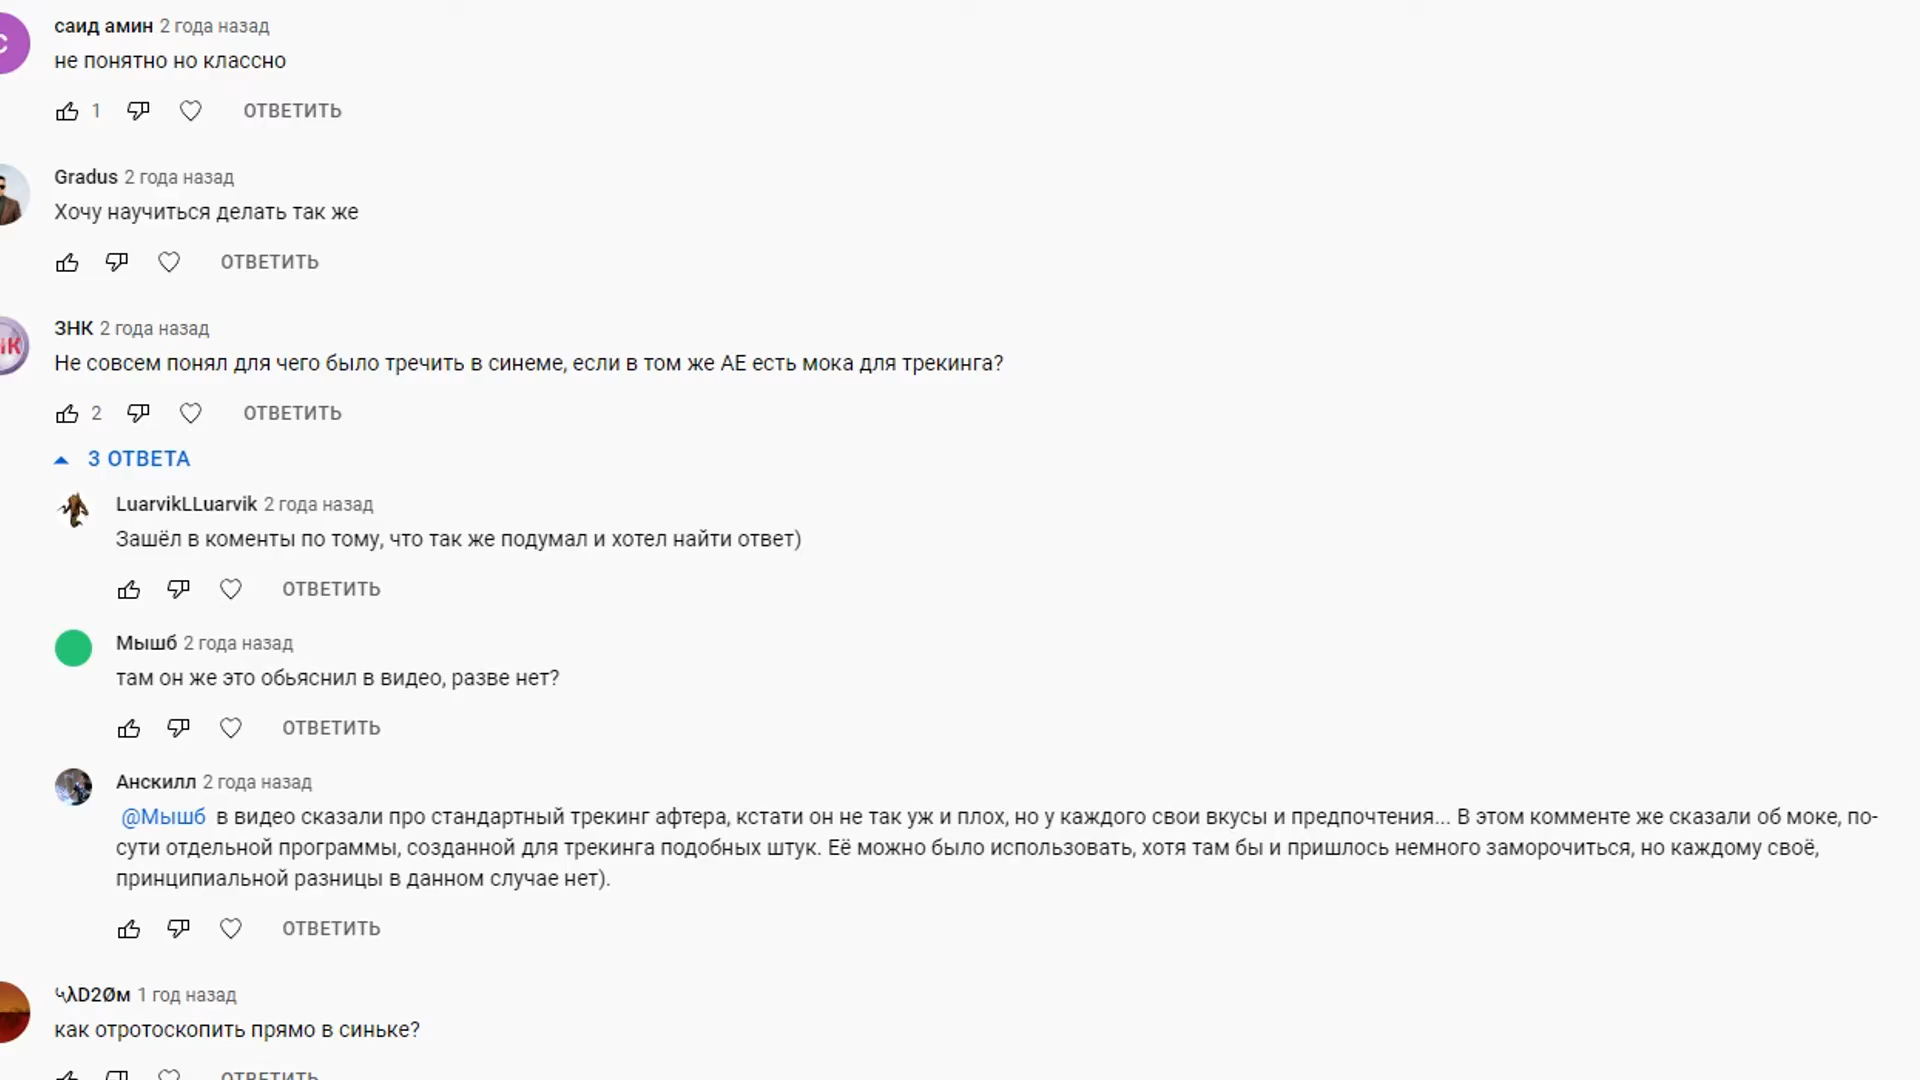 С
саид амин 2 года назад
не понятно но классно
1 ОТВЕТИТЬ
Gradus 2 года назад
Хочу научиться делать так же
ОТВЕТИТЬ
ЗНК 2 года назад
Не совсем понял для чего было тречить в синеме, если в том же АЕ есть мока для трекинга?
2 ОТВЕТИТЬ
3 ОТВЕТА
LuarvikLLuarvik 2 года назад
Зашёл в коменты по тому, что так же подумал и хотел найти ответ)
ОТВЕТИТЬ
Мышб 2 года назад
там он же это обьяснил в видео, разве нет?
ОТВЕТИТЬ
Анскилл 2 года назад
@Мышб в видео сказали про стандартный трекинг афтера, кстати он не так уж и плох, но у каждого свои вкусы и предпочтения... В этом комменте же сказали об моке, по-
сути отдельной программы, созданной для трекинга подобных штук. Её можно было использовать, хотя там бы и пришлось немного заморочиться, но каждому своё,
принципиальной разницы в данном случае нет).
ОТВЕТИТЬ
1 год назад
как отротоскопить прямо в синьке?
ОТВЕТИТЬ